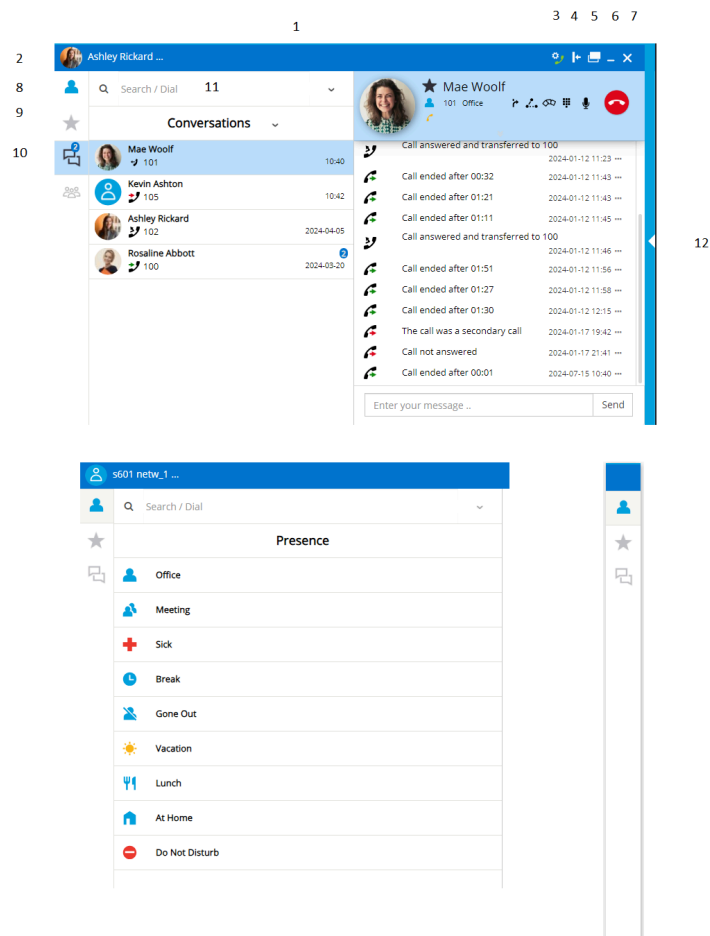 3 4 5 6 7
1
2 Ashley Rickard ...
8 Search / Dial 11
Mae Woolf
101 Office
9
Conversations
10
2
Mae Woolf
101 10:40
Kevin Ashton
105 10:42
Ashley Rickard
102 2024-04-05
Rosaline Abbott 2
100 2024-03-20
Call answered and transferred to 100
2024-01-12 11:23 ···
Call ended after 00:32 2024-01-12 11:43 ···
Call ended after 01:21 2024-01-12 11:43 ···
Call ended after 01:11 2024-01-12 11:45 ···
Call answered and transferred to 100
2024-01-12 11:46 ···
12
Call ended after 01:51 2024-01-12 11:56 ···
Call ended after 01:27 2024-01-12 11:58 ···
Call ended after 01:30 2024-01-12 12:15 ···
The call was a secondary call 2024-01-17 19:42 ···
Call not answered 2024-01-17 21:41 ···
Call ended after 00:01 2024-07-15 10:40 ···
Enter your message .. Send
s601 netw_1 ...
Search / Dial
Presence
Office
Meeting
Sick
Break
Gone Out
Vacation
Lunch
At Home
Do Not Disturb